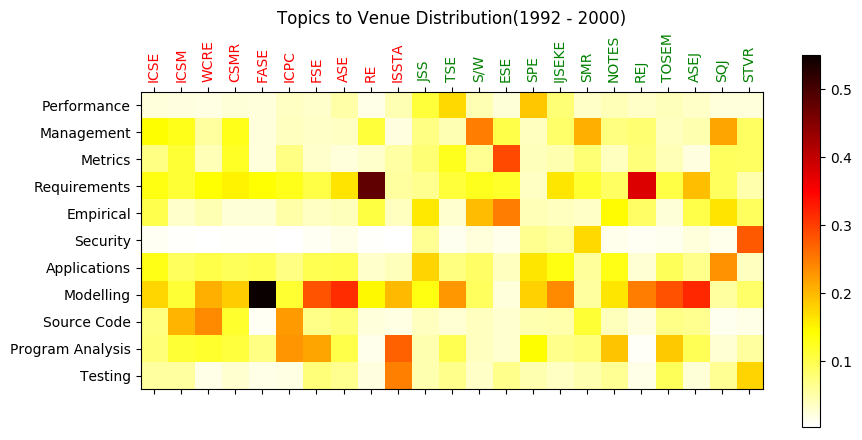 Topics to Venue Distribution(1992 - 2000)
ICSE ICSM WCRE CSMR FASE ICPC FSE ASE RE ISSTA JSS TSE S/W ESE SPE IJSEKE SMR NOTES REJ TOSEM ASEJ SQJ STVR
Performance
Management
Metrics
Requirements
Empirical
Security
Applications
Modelling
Source Code
Program Analysis
Testing
0.5
0.4
0.3
0.2
0.1